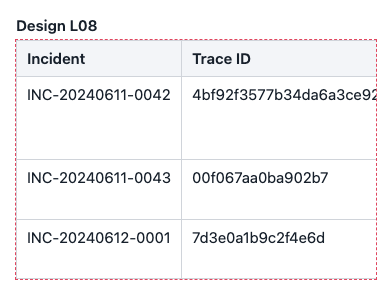 Design L08
Incident Trace ID
INC-20240611-0042 4bf92f3577b34da6a3ce92
INC-20240611-0043 00f067aa0ba902b7
INC-20240612-0001 7d3e0a1b9c2f4e6d